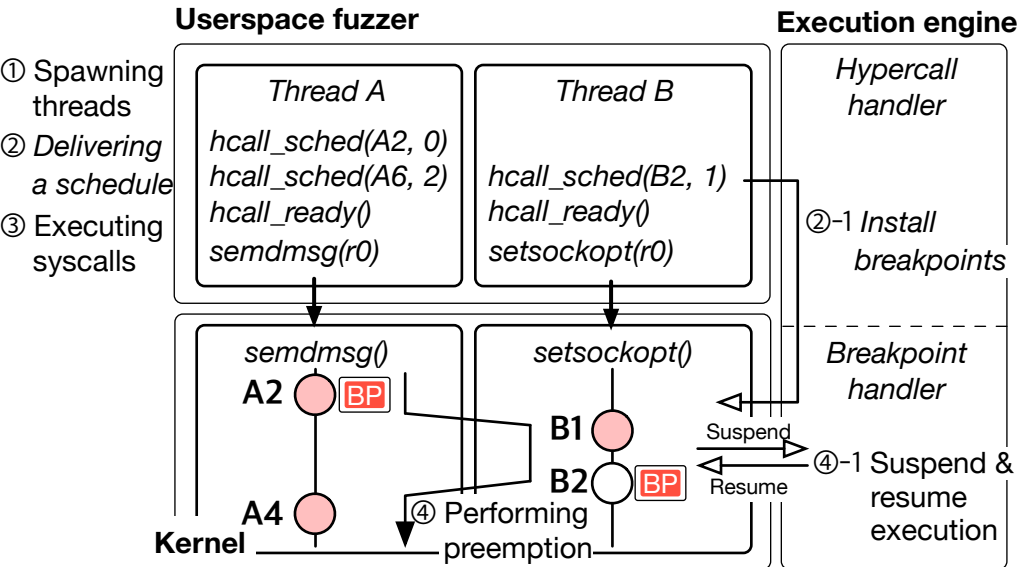 Userspace fuzzer
Execution engine
① Spawning
threads
② Delivering
a schedule
③ Executing
syscalls
Thread A
hcall_sched(A2, 0)
hcall_sched(A6, 2)
hcall_ready()
semdmsg(r0)
Thread B
hcall_sched(B2, 1)
hcall_ready()
setsockopt(r0)
Hypercall
handler
②-1 Install
breakpoints
semdmsg()
A2
BP
A4
Kernel
setsockopt()
B1
B2
BP
④ Performing
preemption
Breakpoint
handler
Suspend
Resume
④-1 Suspend &
resume
execution